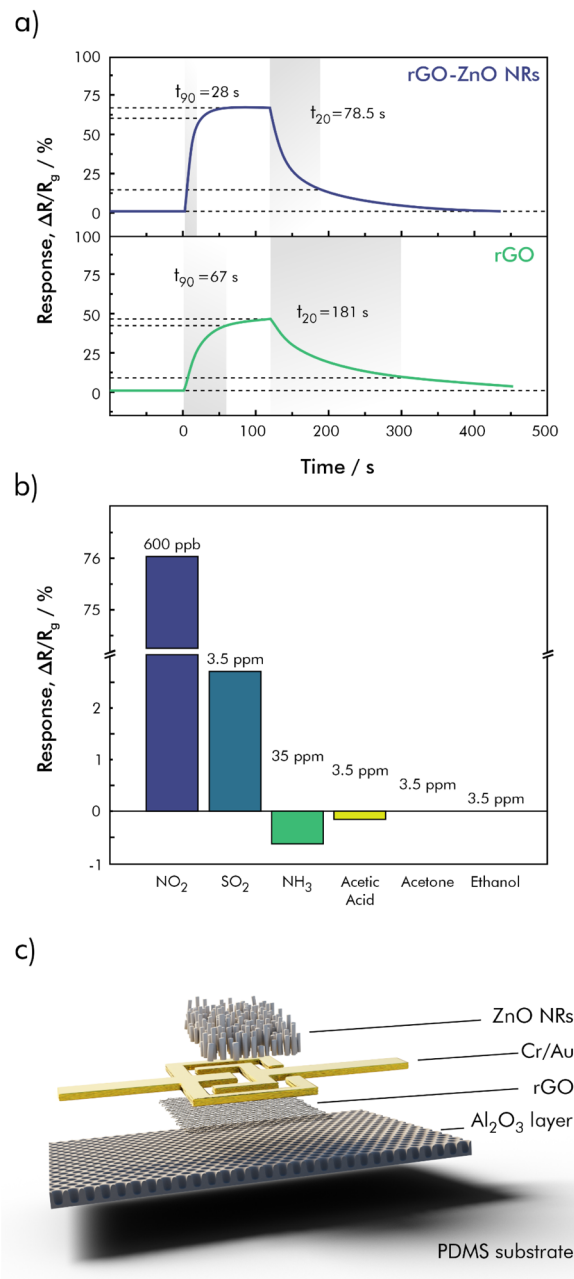 a)
Response, ΔR/Rg / %
100
75
50
25
0
t90=28 s
t20=78.5 s
rGO-ZnO NRs
Response, ΔR/Rg / %
100
75
50
25
0
t90=67 s
t20=181 s
rGO
0 100 200 300 400 500
Time / s
b)
Response, ΔR/Rg / %
76
75
2
1
0
-1
600 ppb
3.5 ppm
35 ppm
3.5 ppm
3.5 ppm
3.5 ppm
NO2 SO2 NH3 Acetic Acetone Ethanol
Acid
c)
ZnO NRs
Cr/Au
rGO
Al2O3 layer
PDMS substrate